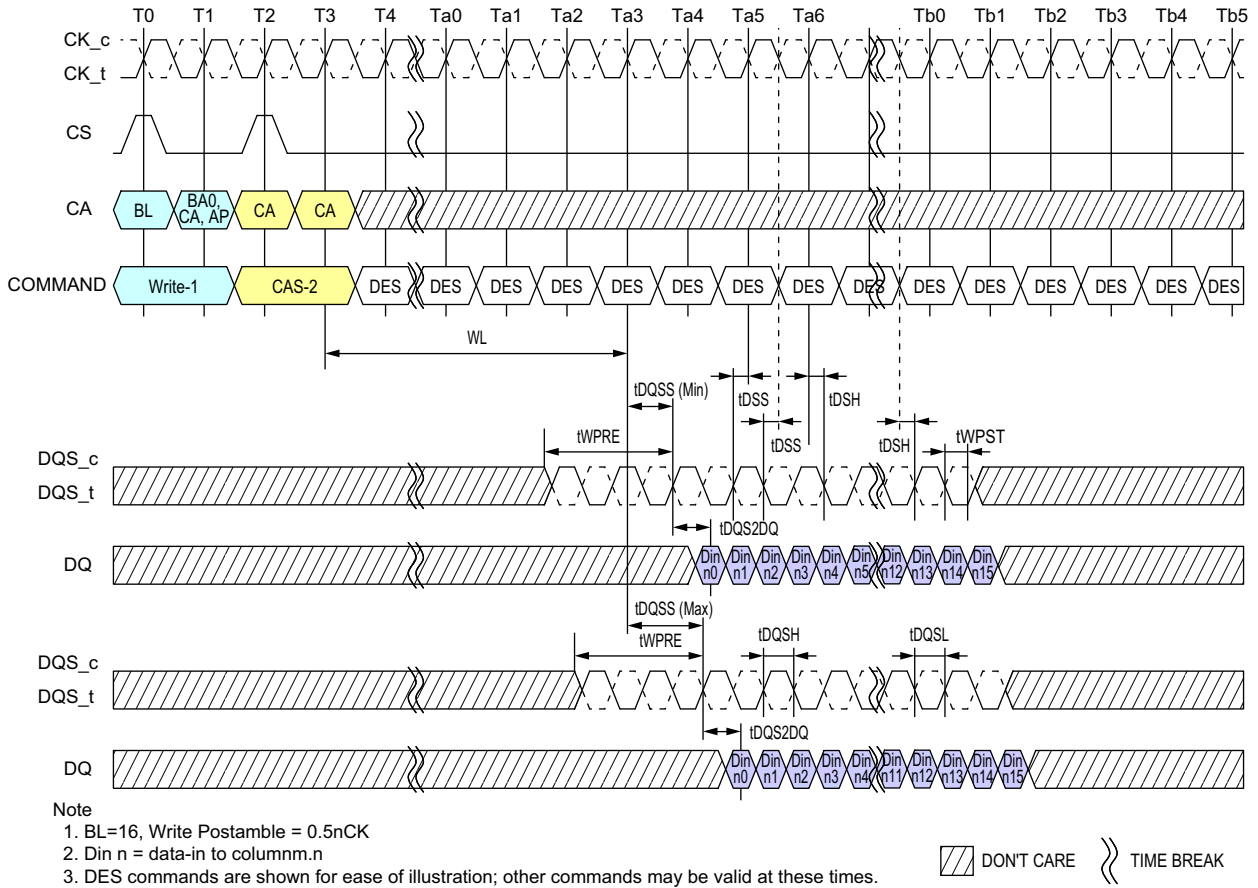 T0 T1 T2 T3 T4 Ta0 Ta1 Ta2 Ta3 Ta4 Ta5 Ta6 Tb0 Tb1 Tb2 Tb3 Tb4 Tb5
CK_c
CK_t
CS
CA BL BA0, CA, AP CA CA
COMMAND Write-1 CAS-2 DES DES DES DES DES DES DES DES DES DES DES DES DES DES DES
WL
tDQSS (Min) tDSS tDSH
tWPRE tDSS tDSH tWPST
DQS_c
DQS_t
tDQS2DQ
DQ Din n0 Din n1 Din n2 Din n3 Din n4 Din n5 Din n12 Din n13 Din n14 Din n15
tDQSS (Max)
tWPRE tDQSH tDQSL
DQS_c
DQS_t
tDQS2DQ
DQ Din n0 Din n1 Din n2 Din n3 Din n4 Din n11 Din n12 Din n13 Din n14 Din n15
Note
1. BL=16, Write Postamble = 0.5nCK
2. Din n = data-in to columnm.n
3. DES commands are shown for ease of illustration; other commands may be valid at these times.
DON'T CARE TIME BREAK